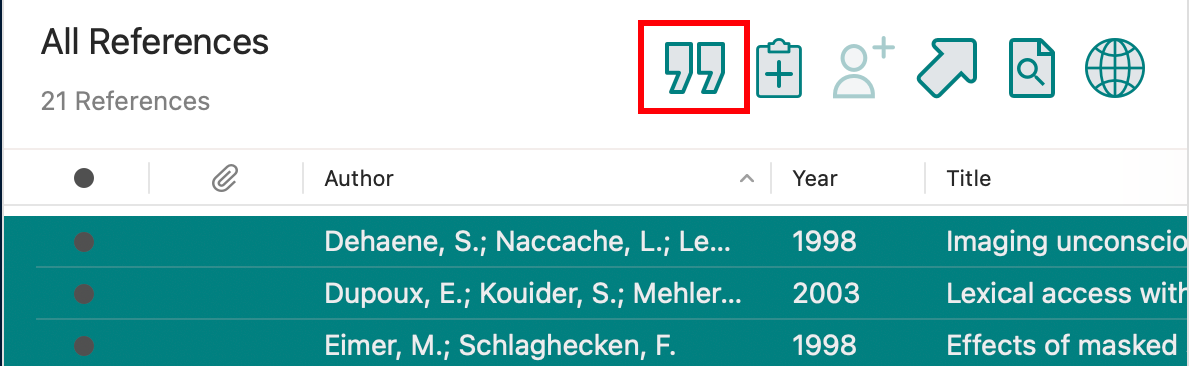 All References
21 References
Author Year Title
Dehaene, S.; Naccache, L.; Le... 1998 Imaging unconscio
Dupoux, E.; Kouider, S.; Mehler... 2003 Lexical access with
Eimer, M.; Schlaghecken, F. 1998 Effects of masked